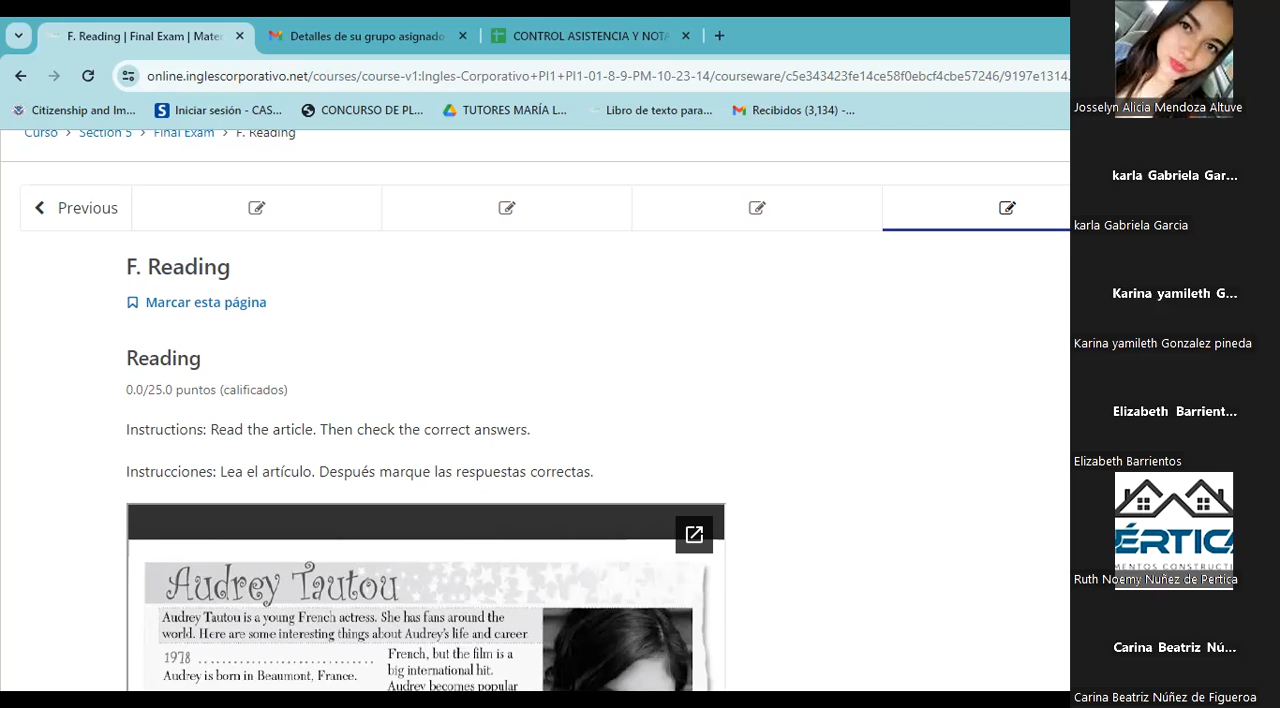 F. Reading | Final Exam | Mater
Detalles de su grupo asignado
CONTROL ASISTENCIA Y NOTA
online.inglescorporativo.net/courses/course-v1:Ingles-Corporativo+PI1+PI1-01-8-9-PM-10-23-14/courseware/c5e343423fe14ce58f0ebcf4cbe57246/9197e1314.
Citizenship and Im...
Iniciar sesión - CAS...
CONCURSO DE PL...
TUTORES MARÍA L...
Libro de texto para...
Recibidos (3,134) -...
Curso > Section 5 > Final Exam > F. Reading
Previous
F. Reading
Marcar esta página
Reading
0.0/25.0 puntos (calificados)
Instructions: Read the article. Then check the correct answers.
Instrucciones: Lea el artículo. Después marque las respuestas correctas.
Audrey Tautou
Audrey Tautou is a young French actress. She has fans around the
world. Here are some interesting things about Audrey's life and career
1978
Audrey is born in Beaumont, France.
French, but the film is a
big international hit.
Audrey becomes popular
Josselyn Alicia Mendoza Altuve
karla Gabriela Gar...
karla Gabriela Garcia
Karina yamileth G...
Karina yamileth Gonzalez pineda
Elizabeth Barrient...
Elizabeth Barrientos
ÉRTICA
Ruth Noemy Nuñez de Pertica
Carina Beatriz Nú...
Carina Beatriz Núñez de Figueroa